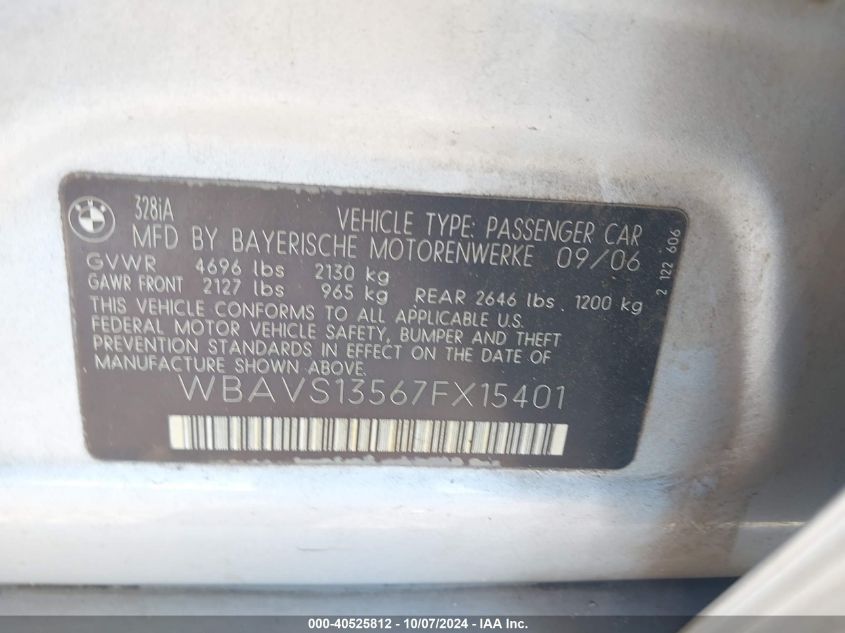 328iA
VEHICLE TYPE: PASSENGER CAR
MFD BY BAYERISCHE MOTORENWERKE 09/06
GVWR 4696 lbs 2130 kg
GAWR FRONT 2127 lbs 965 kg REAR 2646 lbs. 1200 kg
THIS VEHICLE CONFORMS TO ALL APPLICABLE U.S.
FEDERAL MOTOR VEHICLE SAFETY, BUMPER AND THEFT
PREVENTION STANDARDS IN EFFECT ON THE DATE OF
MANUFACTURE SHOWN ABOVE.
WBAVS13567FX15401
2 122 606
000-40525812 - 10/07/2024 - IAA Inc.